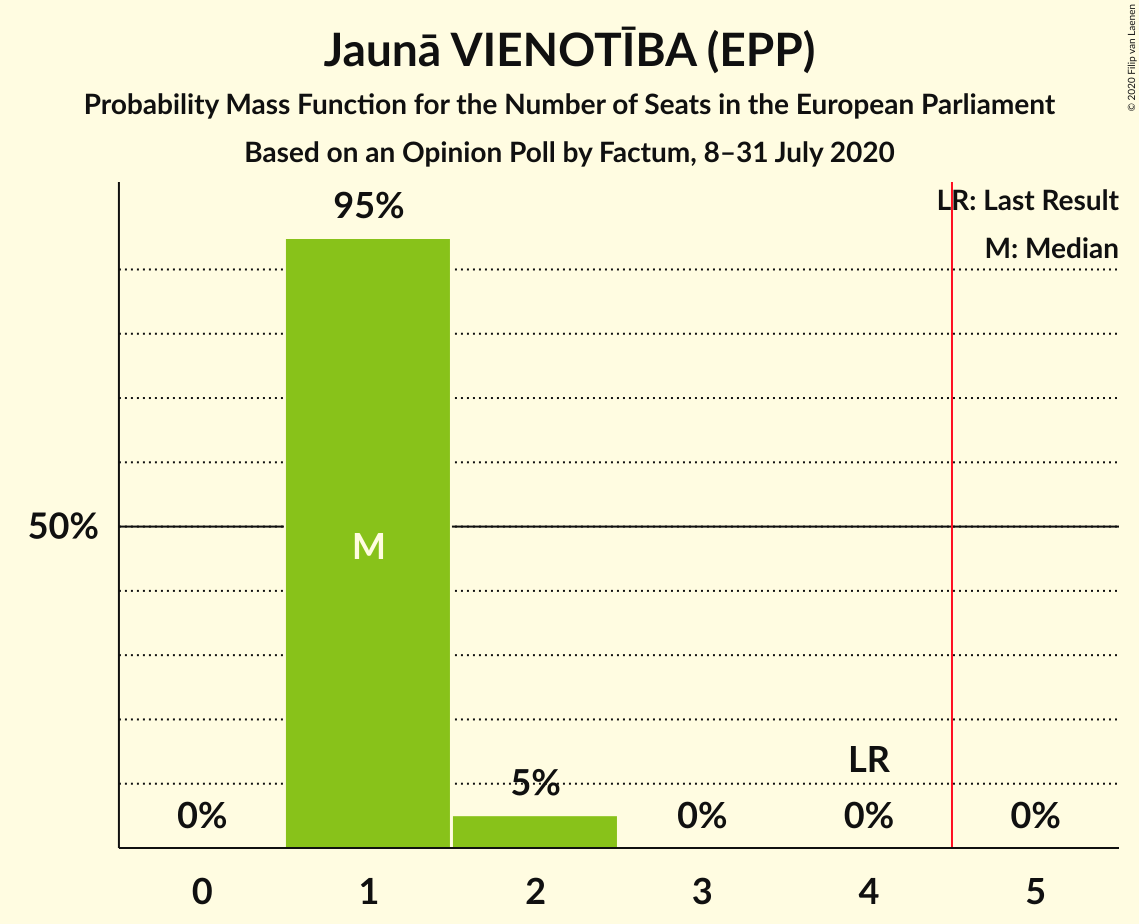 Jaunā VIENOTĪBA (EPP)
Probability Mass Function for the Number of Seats in the European Parliament
Based on an Opinion Poll by Factum, 8–31 July 2020
© 2020 Filip van Laenen
LR: Last Result
M: Median
95%
50%
M
LR
0%
5%
0%
0%
0%
0
1
2
3
4
5